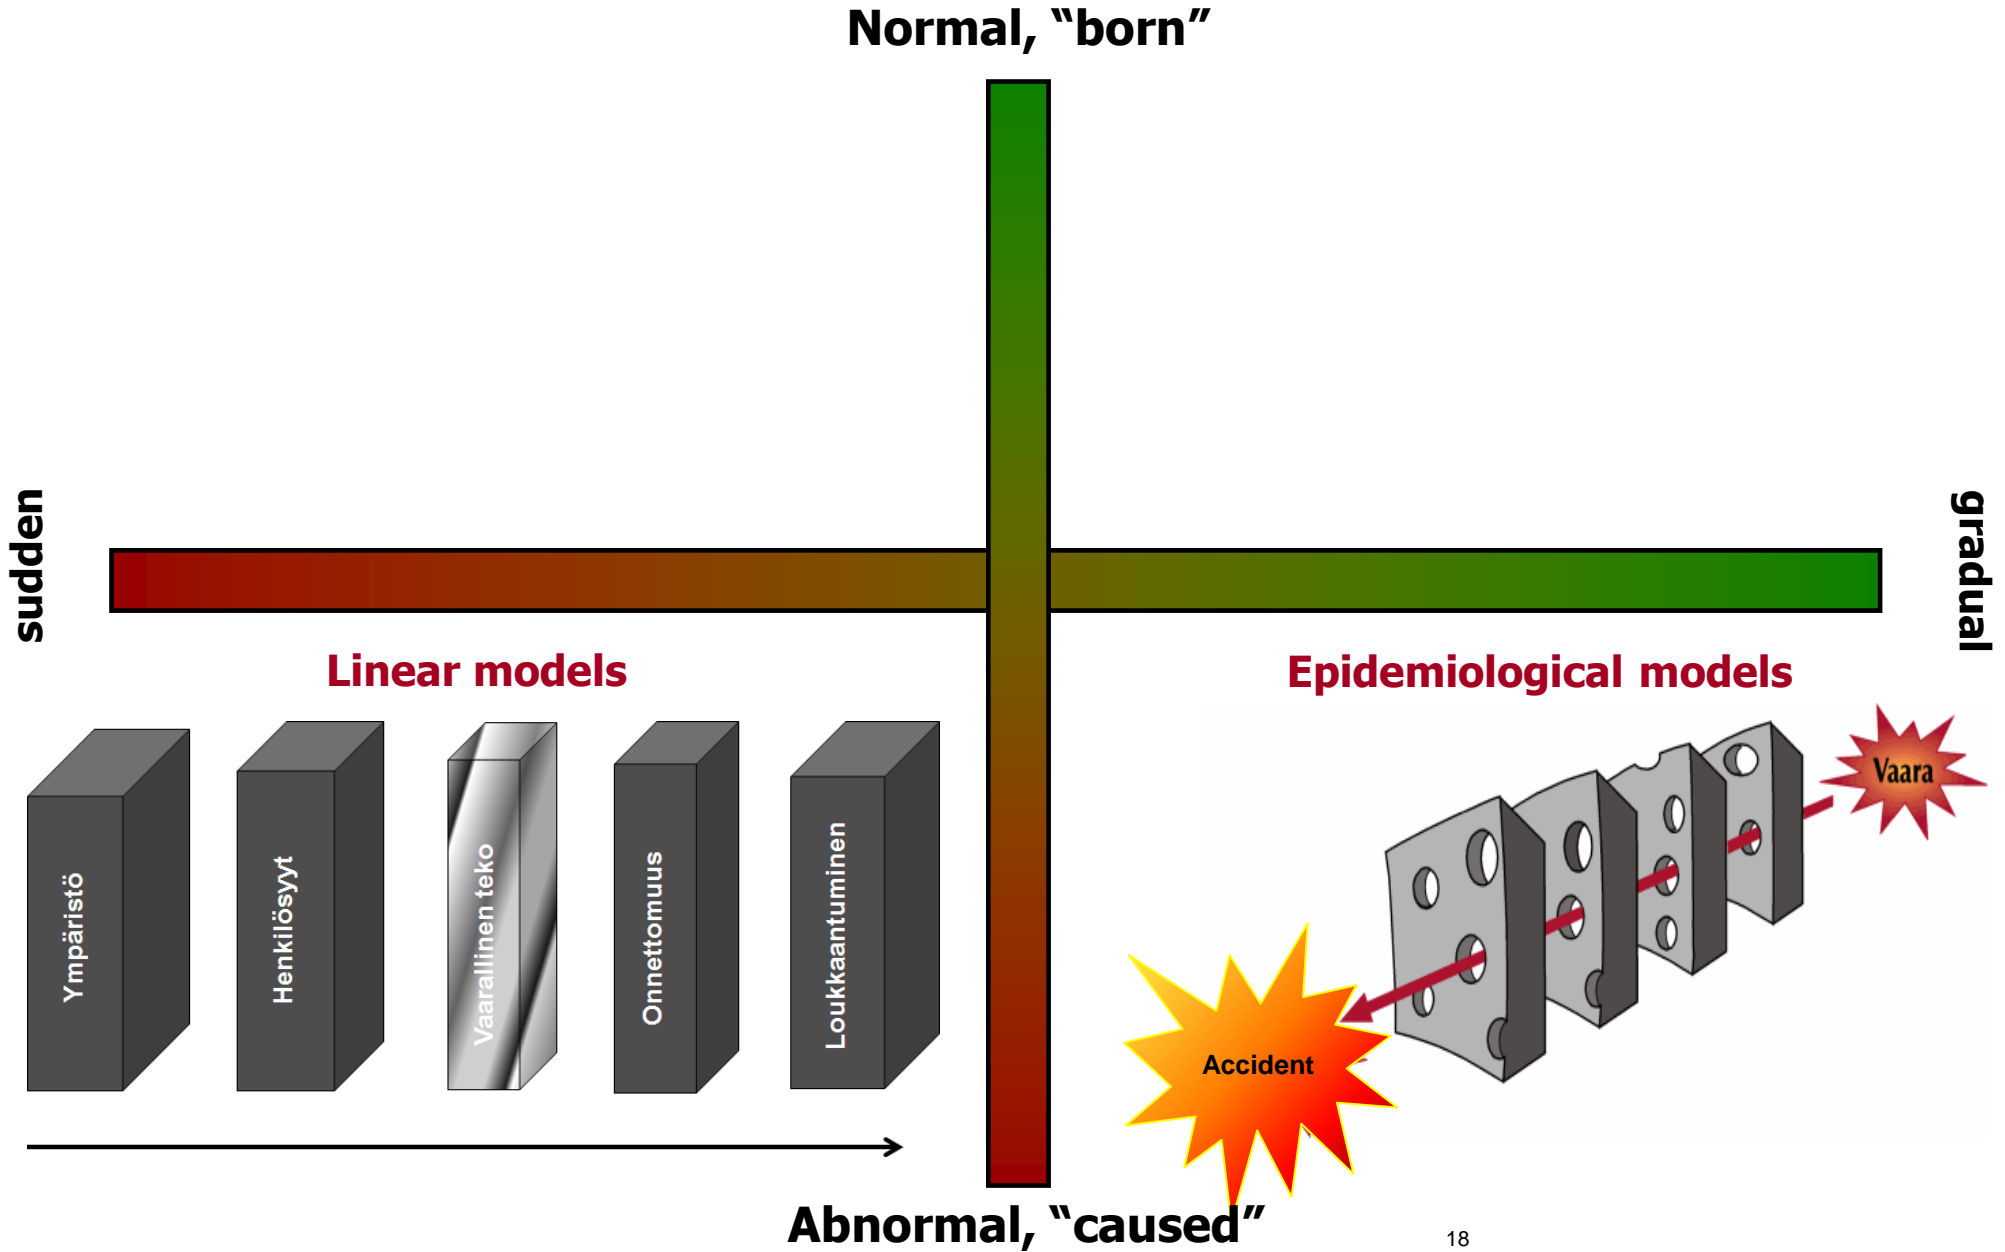 Normal, “born”
sudden
gradual
Linear models
Epidemiological models
Ympäristö
Henkilösyyt
Vaarallinen teko
Onnettomuus
Loukkaantuminen
Vaara
Accident
Abnormal, “caused”
18